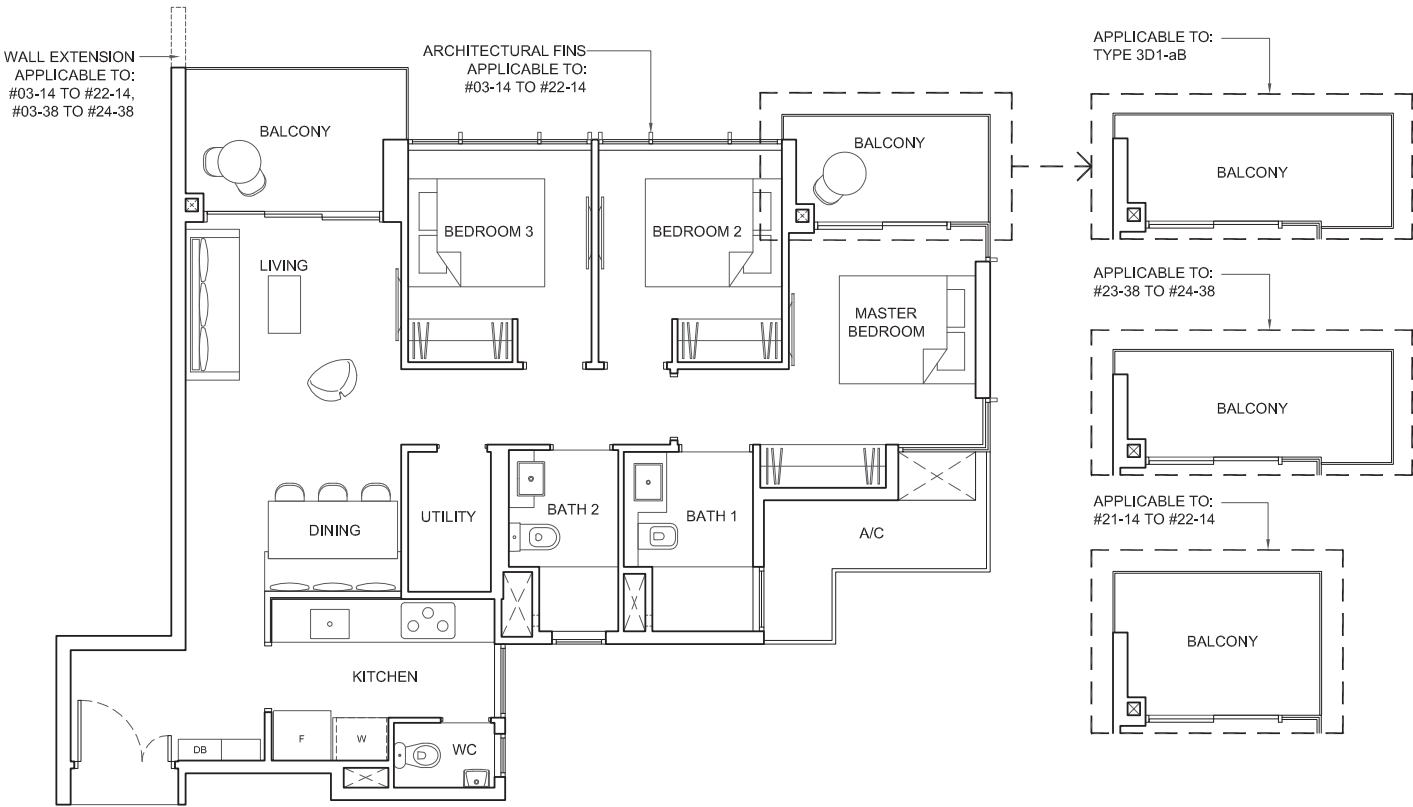 WALL EXTENSION
APPLICABLE TO:
#03-14 TO #22-14,
#03-38 TO #24-38
ARCHITECTURAL FINS
APPLICABLE TO:
#03-14 TO #22-14
BALCONY
BALCONY
BEDROOM 3
BEDROOM 2
LIVING
MASTER
BEDROOM
DINING
UTILITY
BATH 2
BATH 1
A/C
KITCHEN
DB
F
W
WC
APPLICABLE TO:
TYPE 3D1-aB
BALCONY
APPLICABLE TO:
#23-38 TO #24-38
BALCONY
APPLICABLE TO:
#21-14 TO #22-14
BALCONY